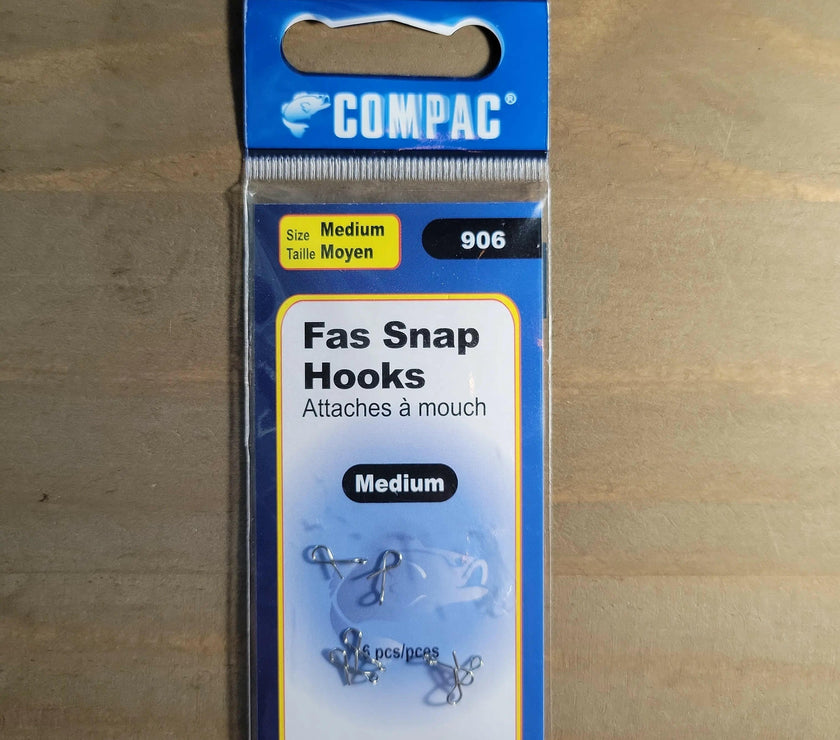 COMPAC®
Size Medium
Taille Moyen
906
Fas Snap
Hooks
Attaches à mouch
Medium
6 pcs/pces